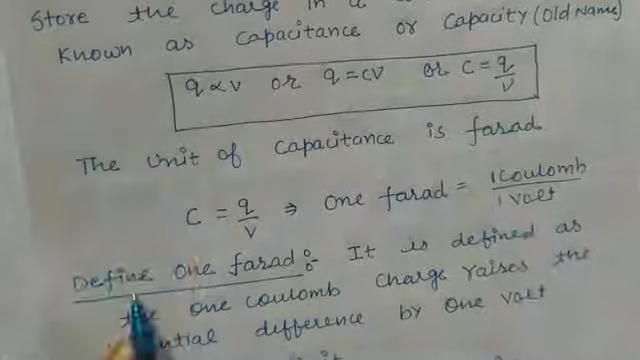 Store the charge in a
known as capacitance or capacity (Old Name)
q ∝ V or q = CV or C = q/V
The Unit of Capacitance is farad
C = q/V ⇒ One farad = 1 Coulomb / 1 Volt
Define One farad :- It is defined as
the one coulomb charge raises the
difference by One volt